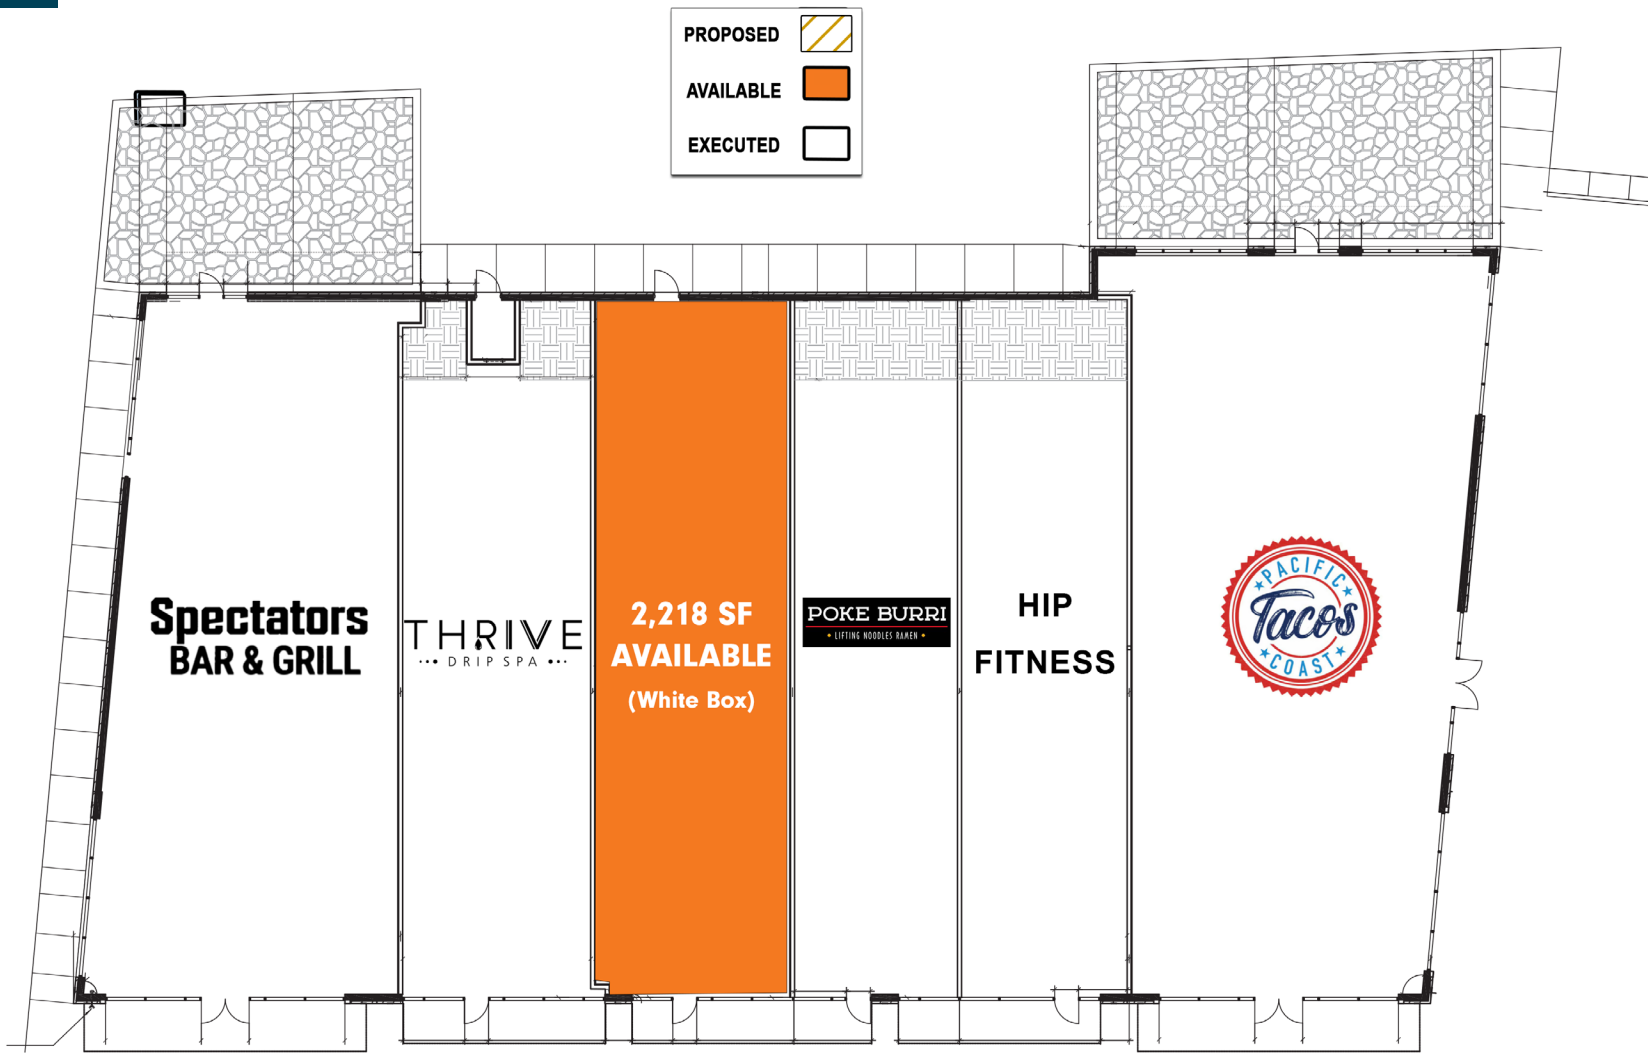 PROPOSED
AVAILABLE
EXECUTED
Spectators
BAR & GRILL
THRIVE
DRIP SPA
2,218 SF
AVAILABLE
(White Box)
POKE BURRI
LIFTING NOODLES RAMEN
HIP
FITNESS
PACIFIC
Tacos
COAST